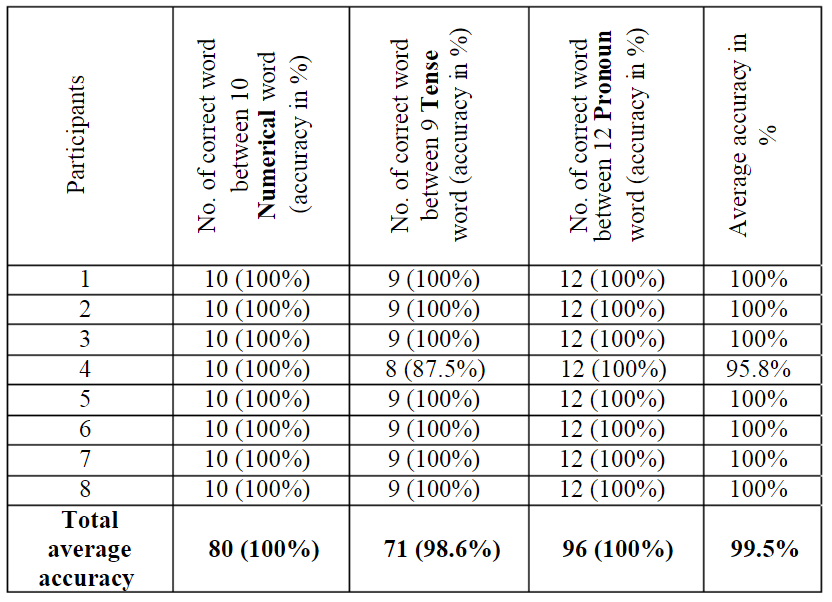 Participants
No. of correct word
between 10
Numerical word
(accuracy in %)
No. of correct word
between 9 Tense
word (accuracy in %)
No. of correct word
between 12 Pronoun
word (accuracy in %)
Average accuracy in
%
1 10 (100%) 9 (100%) 12 (100%) 100%
2 10 (100%) 9 (100%) 12 (100%) 100%
3 10 (100%) 9 (100%) 12 (100%) 100%
4 10 (100%) 8 (87.5%) 12 (100%) 95.8%
5 10 (100%) 9 (100%) 12 (100%) 100%
6 10 (100%) 9 (100%) 12 (100%) 100%
7 10 (100%) 9 (100%) 12 (100%) 100%
8 10 (100%) 9 (100%) 12 (100%) 100%
Total
average
accuracy
80 (100%) 71 (98.6%) 96 (100%) 99.5%